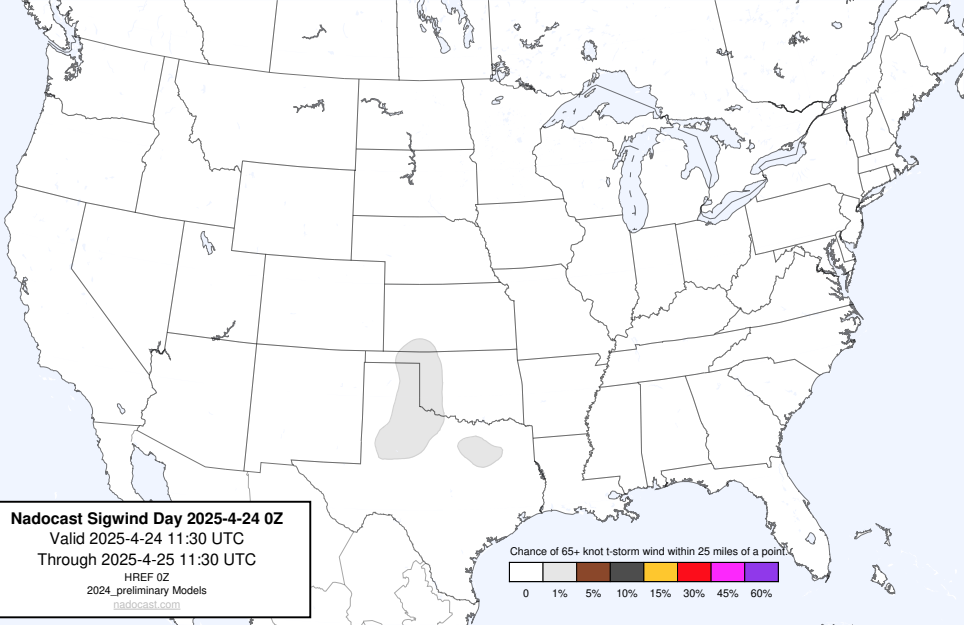 Nadocast Sigwind Day 2025-4-24 0Z
Valid 2025-4-24 11:30 UTC
Through 2025-4-25 11:30 UTC
HREF 0Z
2024_preliminary Models
nadocast.com
Chance of 65+ knot t-storm wind within 25 miles of a point.
0 1% 5% 10% 15% 30% 45% 60%